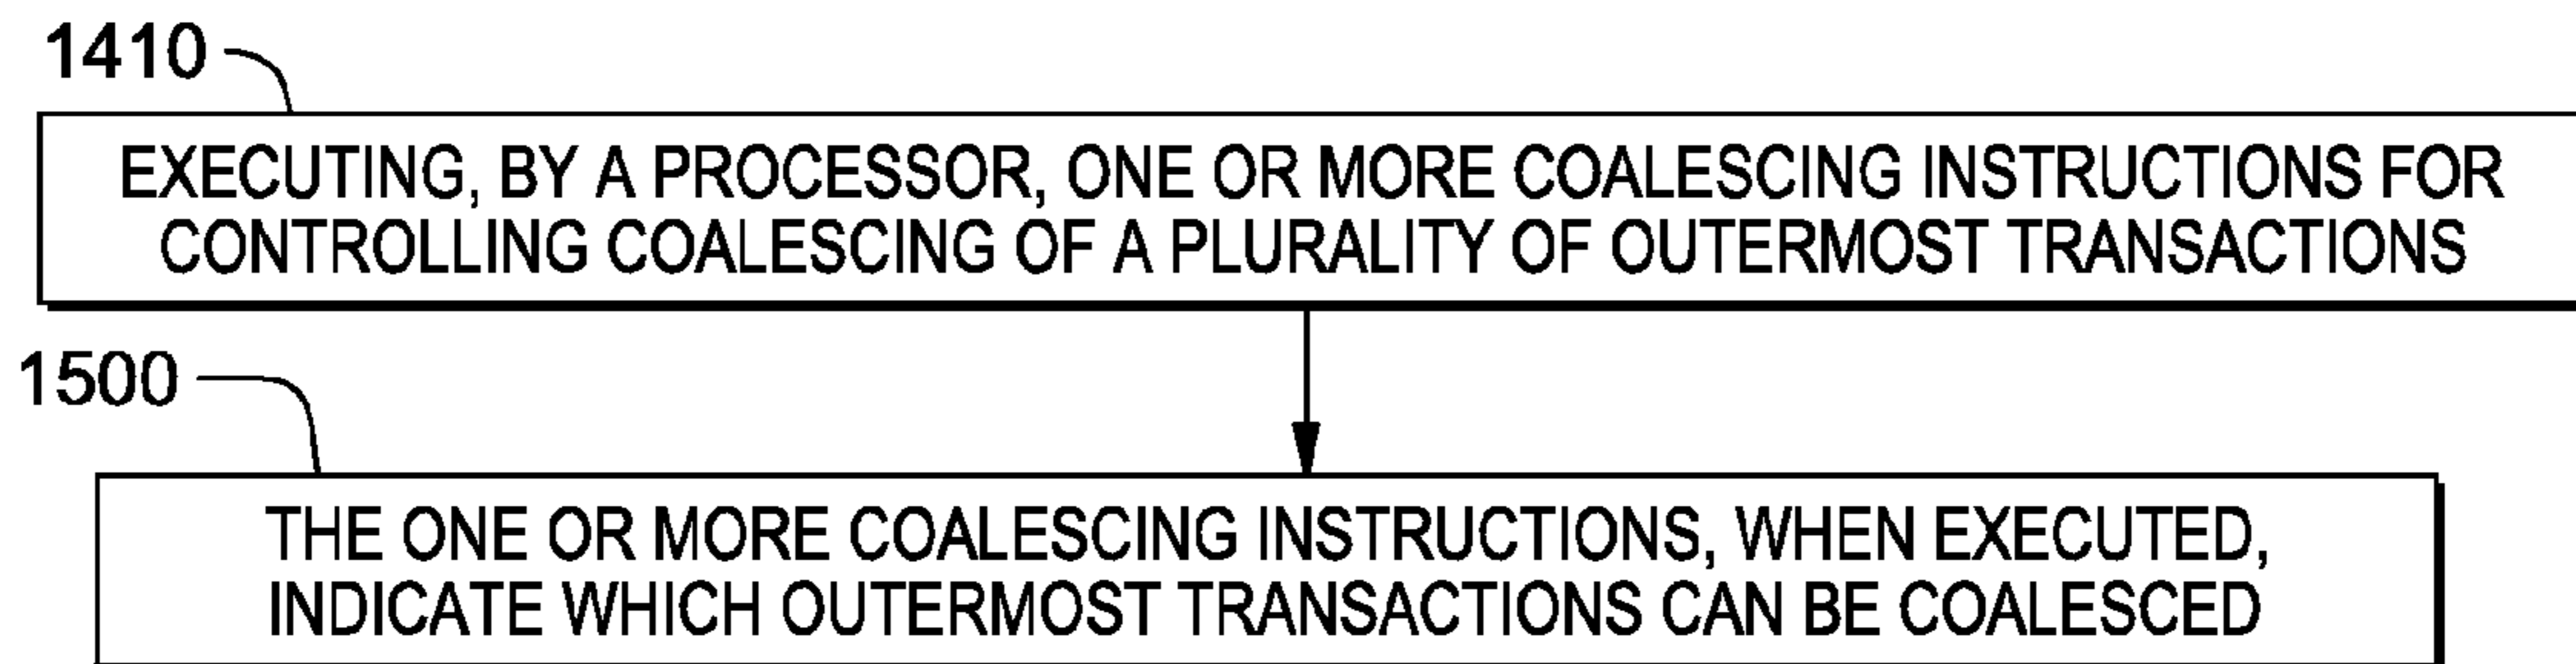 1410
EXECUTING, BY A PROCESSOR, ONE OR MORE COALESCING INSTRUCTIONS FOR
CONTROLLING COALESCING OF A PLURALITY OF OUTERMOST TRANSACTIONS
1500
THE ONE OR MORE COALESCING INSTRUCTIONS, WHEN EXECUTED,
INDICATE WHICH OUTERMOST TRANSACTIONS CAN BE COALESCED